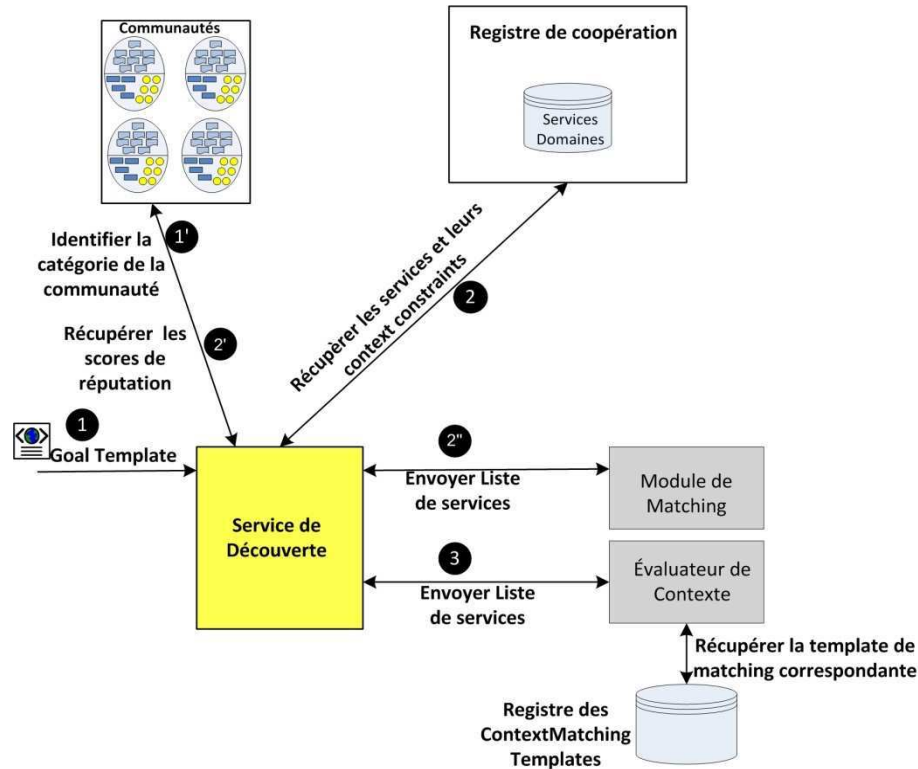 Communautés
Registre de coopération
Services
Domaines
1'
Identifier la
catégorie de la
communauté
Récupèrer les services et leurs
context constraints
2
Récupérer  les
scores de
réputation
2'
1
Goal Template
Service de
Découverte
2"
Envoyer Liste
de services
Module de
Matching
3
Envoyer Liste
de services
Évaluateur de
Contexte
Récupérer la template de
matching correspondante
Registre des
ContextMatching
Templates